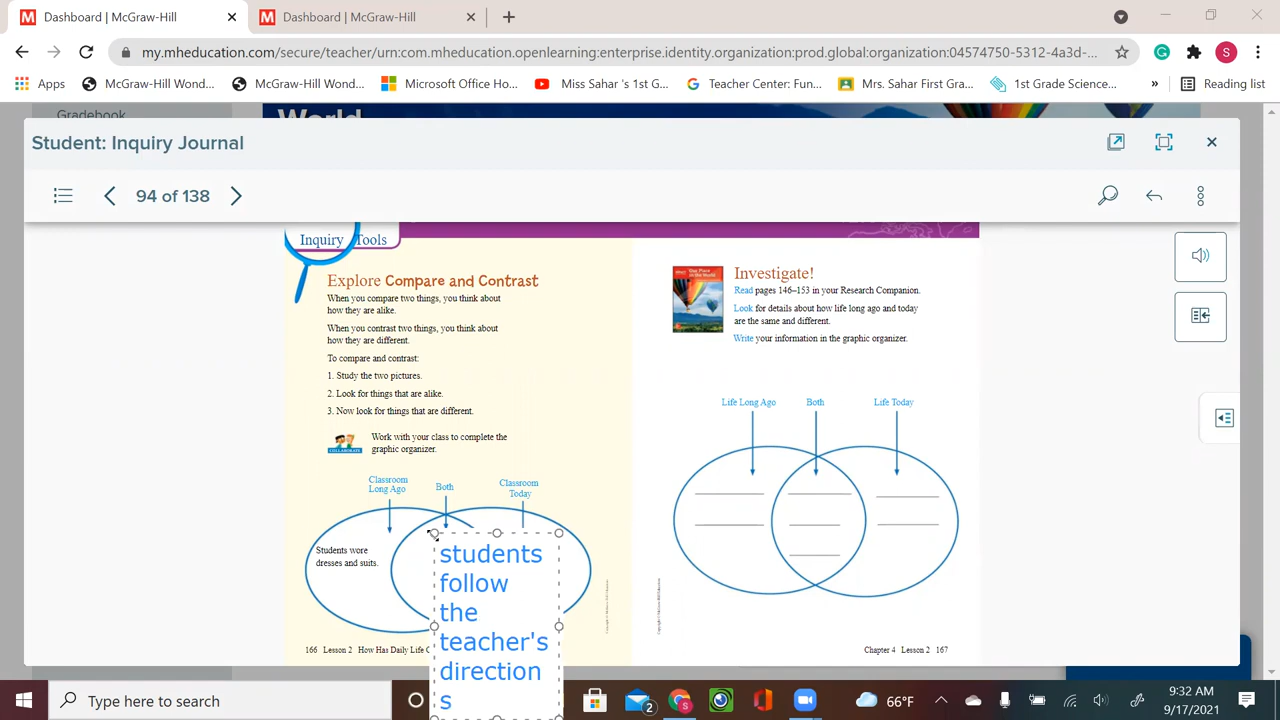 Dashboard | McGraw-Hill
Dashboard | McGraw-Hill
my.mheducation.com/secure/teacher/urn:com.mheducation.openlearning:enterprise.identity.organization:prod.global:organization:04574750-5312-4a3d-...
S
Apps
McGraw-Hill Wond...
McGraw-Hill Wond...
Microsoft Office Ho...
Miss Sahar 's 1st G...
Teacher Center: Fun...
Mrs. Sahar First Gra...
1st Grade Science...
»
Reading list
Gradebook
World
Student: Inquiry Journal
94 of 138
Inquiry Tools
Explore Compare and Contrast
When you compare two things, you think about
how they are alike.
When you contrast two things, you think about
how they are different.
To compare and contrast:
1. Study the two pictures.
2. Look for things that are alike.
3. Now look for things that are different.
COLLABORATE
Work with your class to complete the
graphic organizer.
Classroom
Long Ago
Both
Classroom
Today
Students wore
dresses and suits.
students
follow
the
teacher's
direction
s
166 Lesson 2 How Has Daily Life C
Investigate!
Read pages 146–153 in your Research Companion.
Look for details about how life long ago and today
are the same and different.
Write your information in the graphic organizer.
Life Long Ago
Both
Life Today
Chapter 4 Lesson 2 167
Type here to search
2
66°F
9:32 AM
9/17/2021